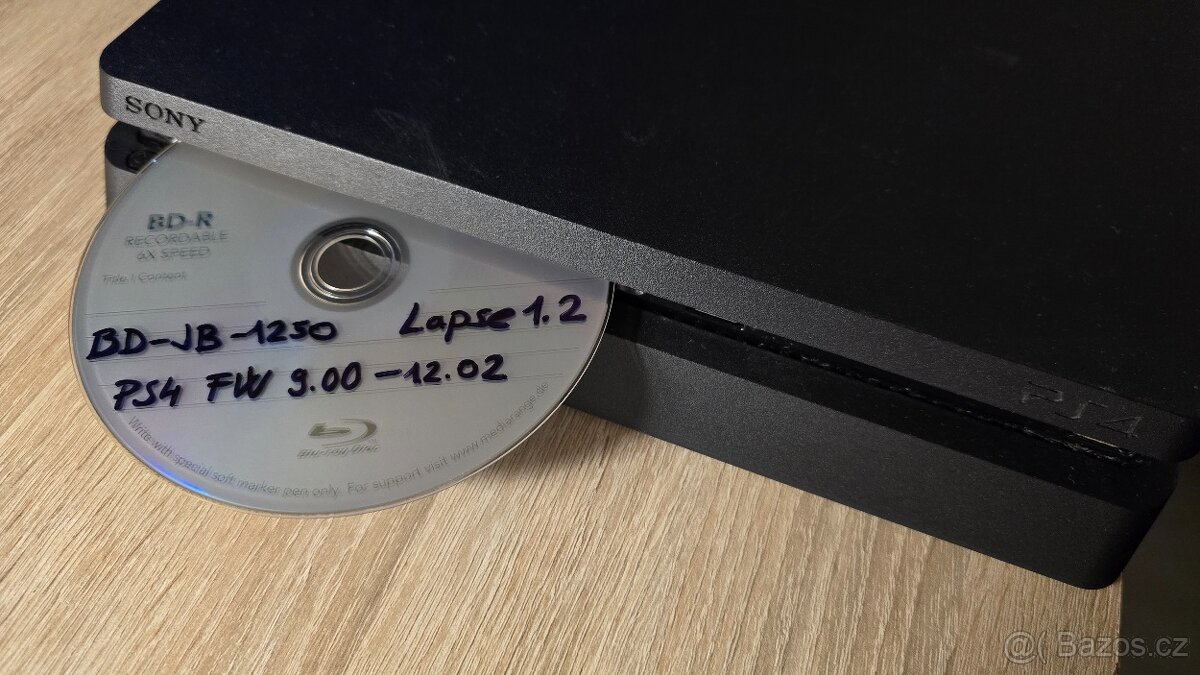 SONY
BD-R
RECORDABLE
6X SPEED
Title / Content
BD-JB-1250 Lapse 1.2
PS4 FW 9.00-12.02
Blu-ray Disc
Write with special soft marker pen only. For support visit www.mediarange.de
PS4
@( Bazos.cz